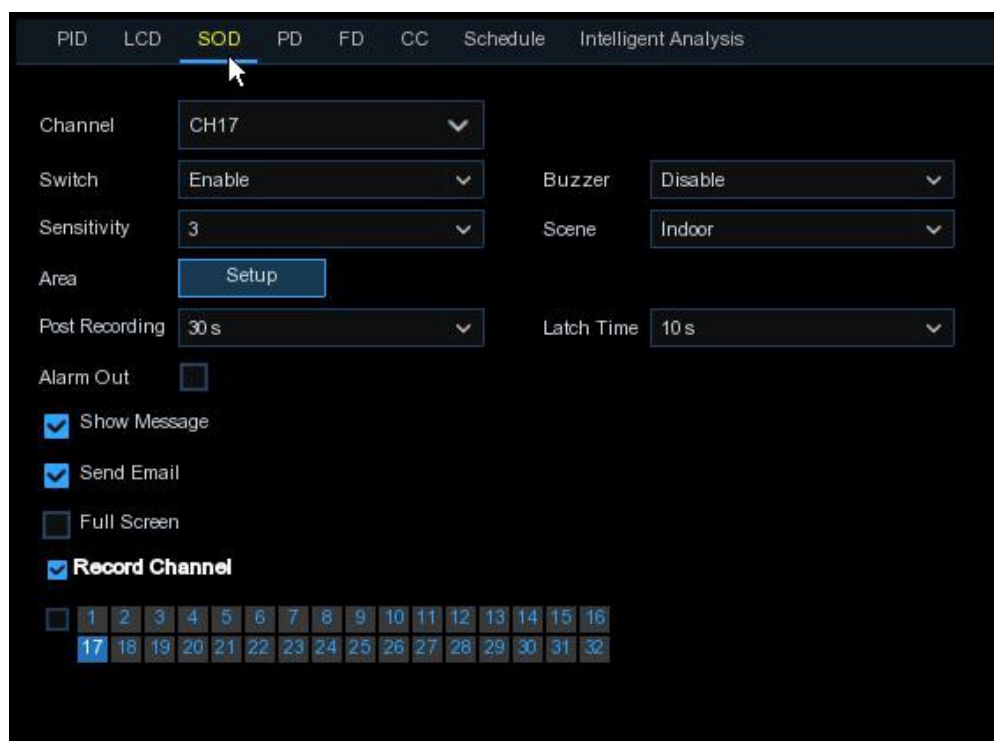 PID LCD SOD PD FD CC Schedule Intelligent Analysis
Channel CH17
Switch Enable Buzzer Disable
Sensitivity 3 Scene Indoor
Area Setup
Post Recording 30 s Latch Time 10 s
Alarm Out
Show Message
Send Email
Full Screen
Record Channel
1 2 3 4 5 6 7 8 9 10 11 12 13 14 15 16
17 18 19 20 21 22 23 24 25 26 27 28 29 30 31 32